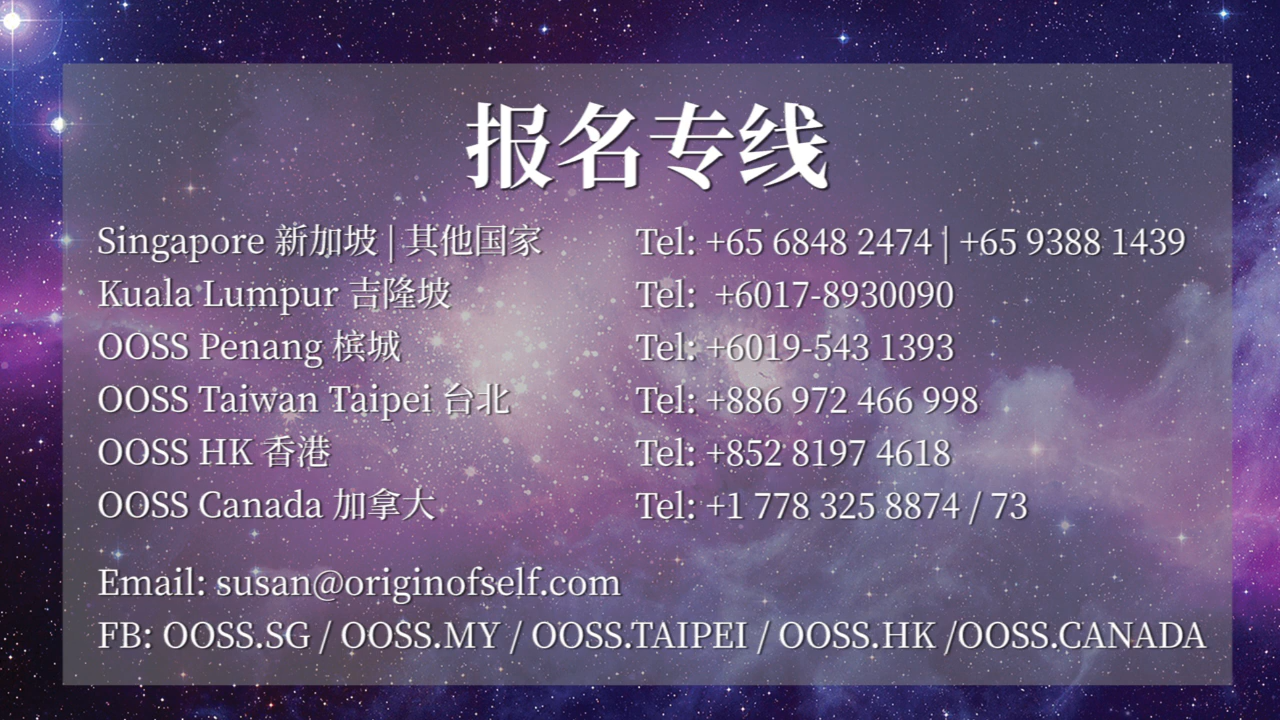 报名专线
Singapore 新加坡 | 其他国家 Tel: +65 6848 2474 | +65 9388 1439
Kuala Lumpur 吉隆坡 Tel: +6017-8930090
OOSS Penang 槟城 Tel: +6019-543 1393
OOSS Taiwan Taipei 台北 Tel: +886 972 466 998
OOSS HK 香港 Tel: +852 8197 4618
OOSS Canada 加拿大 Tel: +1 778 325 8874 / 73
Email: susan@originofself.com
FB: OOSS.SG / OOSS.MY / OOSS.TAIPEI / OOSS.HK /OOSS.CANADA